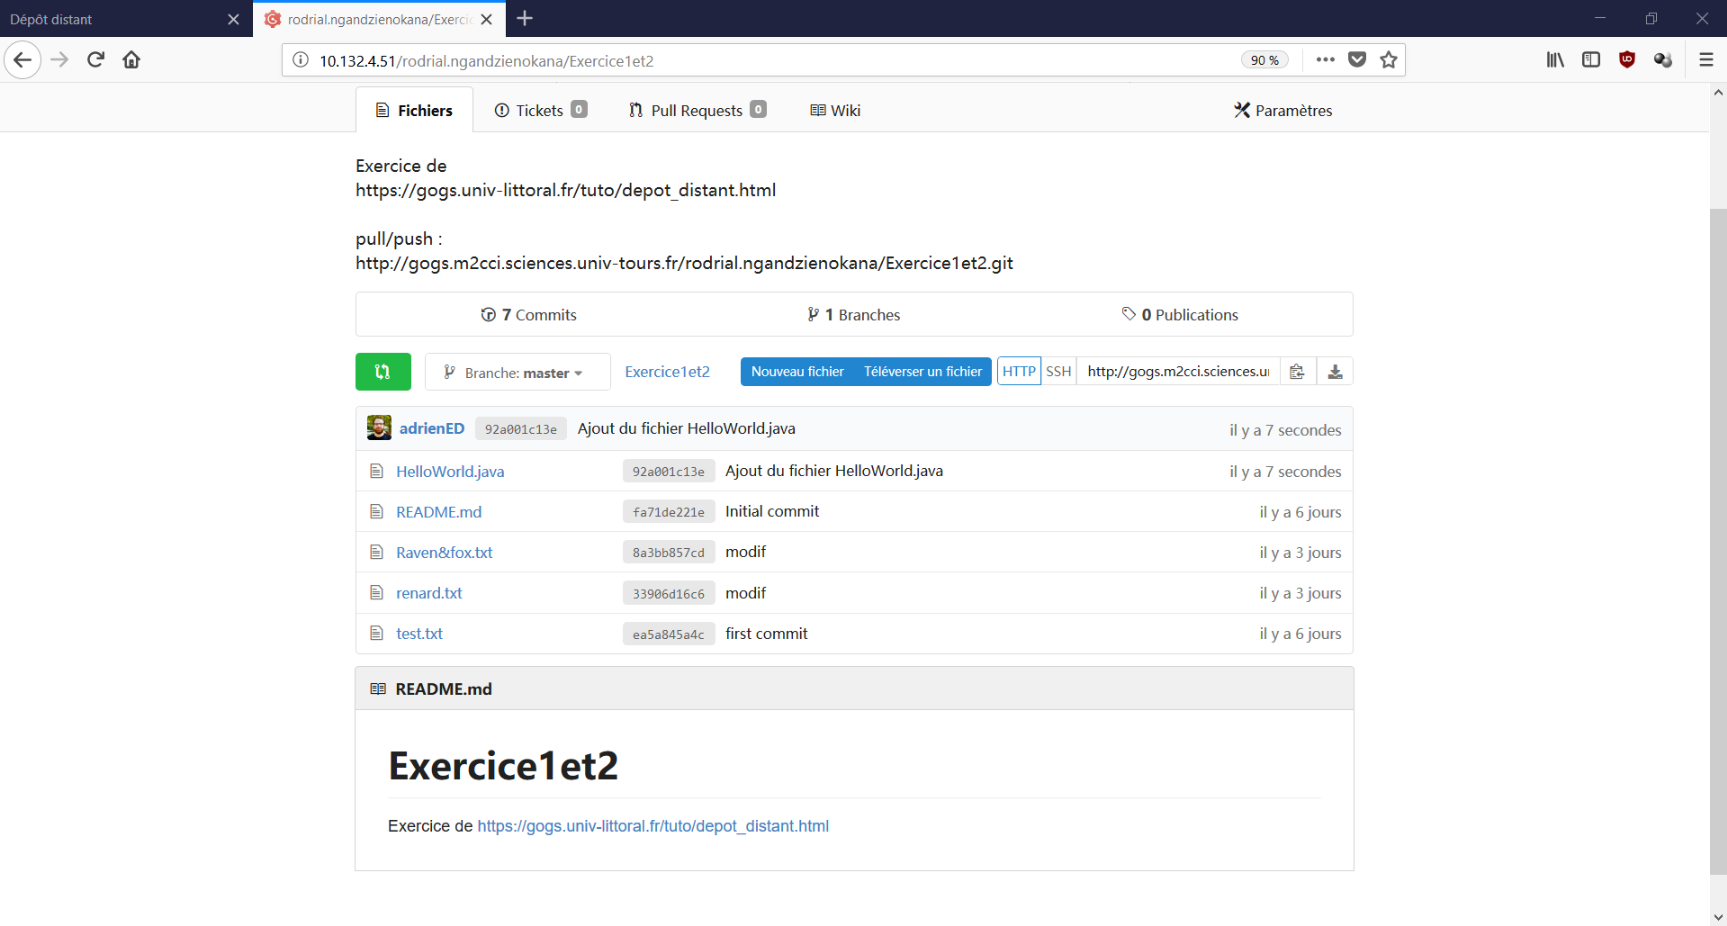 Dépôt distant
rodrial.ngandzienokana/Exercic
10.132.4.51/rodrial.ngandzienokana/Exercice1et2
90 %
Fichiers
Tickets 0
Pull Requests 0
Wiki
Paramètres
Exercice de
https://gogs.univ-littoral.fr/tuto/depot_distant.html
pull/push :
http://gogs.m2cci.sciences.univ-tours.fr/rodrial.ngandzienokana/Exercice1et2.git
7 Commits
1 Branches
0 Publications
Branche: master
Exercice1et2
Nouveau fichier
Téléverser un fichier
HTTP
SSH
http://gogs.m2cci.sciences.u
adrienED 92a001c13e Ajout du fichier HelloWorld.java il y a 7 secondes
HelloWorld.java 92a001c13e Ajout du fichier HelloWorld.java il y a 7 secondes
README.md fa71de221e Initial commit il y a 6 jours
Raven&fox.txt 8a3bb857cd modif il y a 3 jours
renard.txt 33906d16c6 modif il y a 3 jours
test.txt ea5a845a4c first commit il y a 6 jours
README.md
Exercice1et2
Exercice de https://gogs.univ-littoral.fr/tuto/depot_distant.html